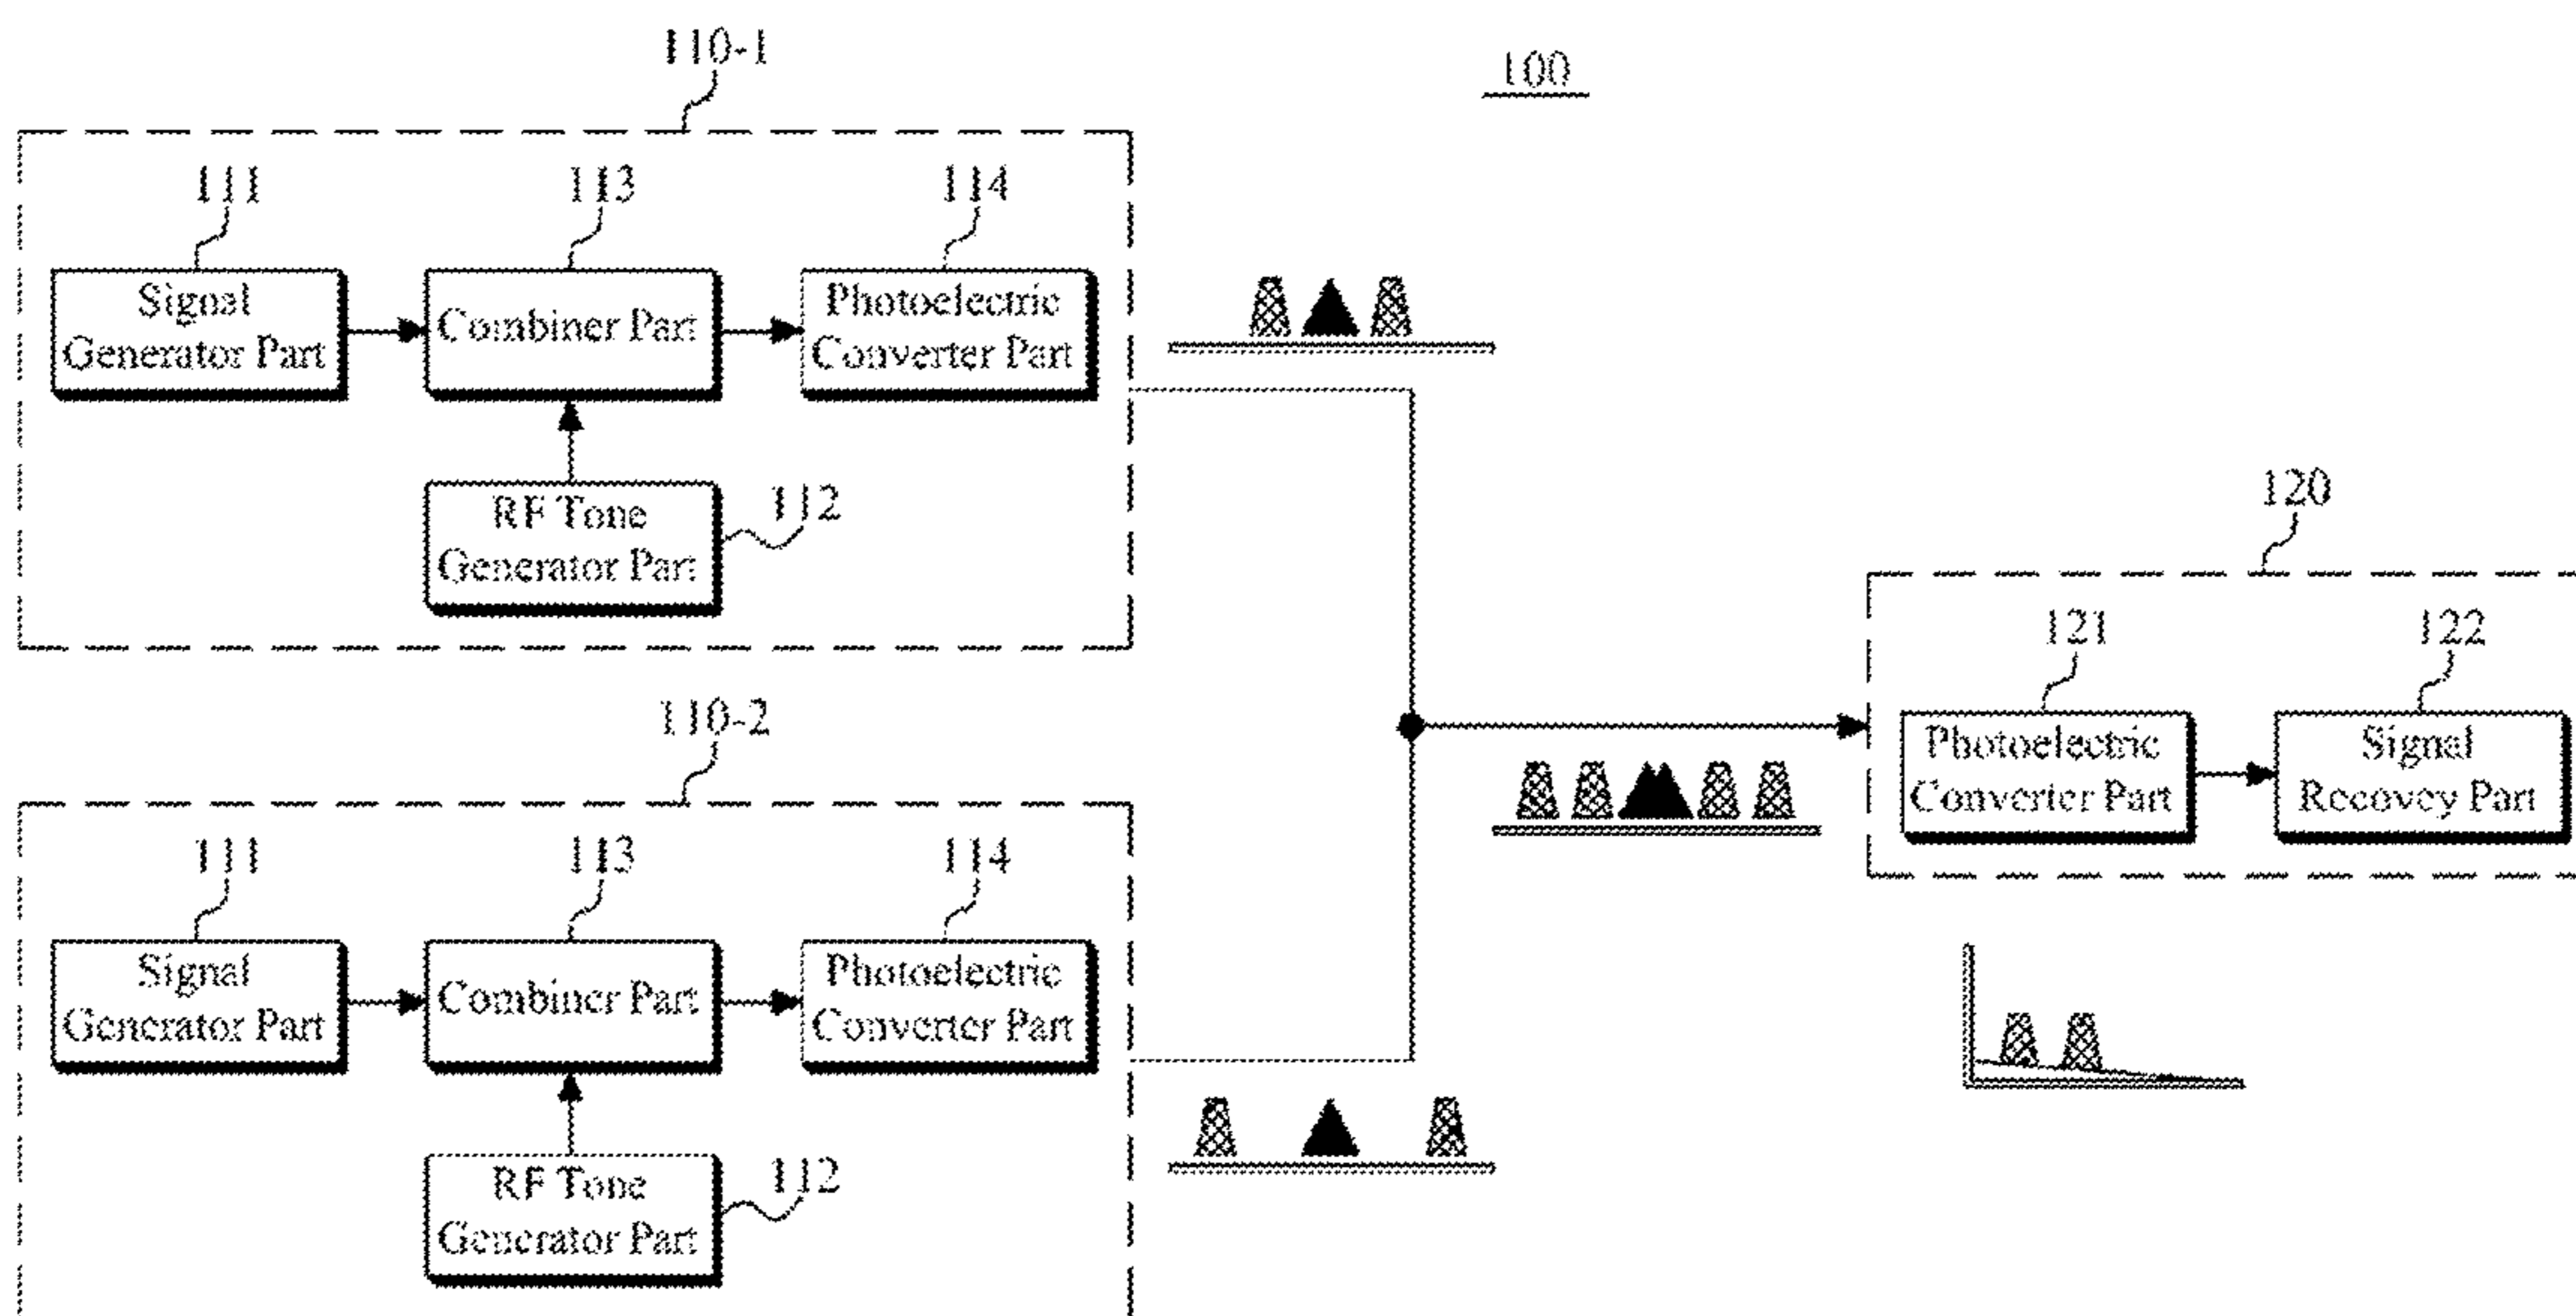 110-1
100
111
113
114
Signal
Generator Part
Combiner Part
Photoelectric
Converter Part
RF Tone
Generator Part
112
110-2
111
113
114
Signal
Generator Part
Combiner Part
Photoelectric
Converter Part
RF Tone
Generator Part
112
120
121
122
Photoelectric
Converter Part
Signal
Recovey Part